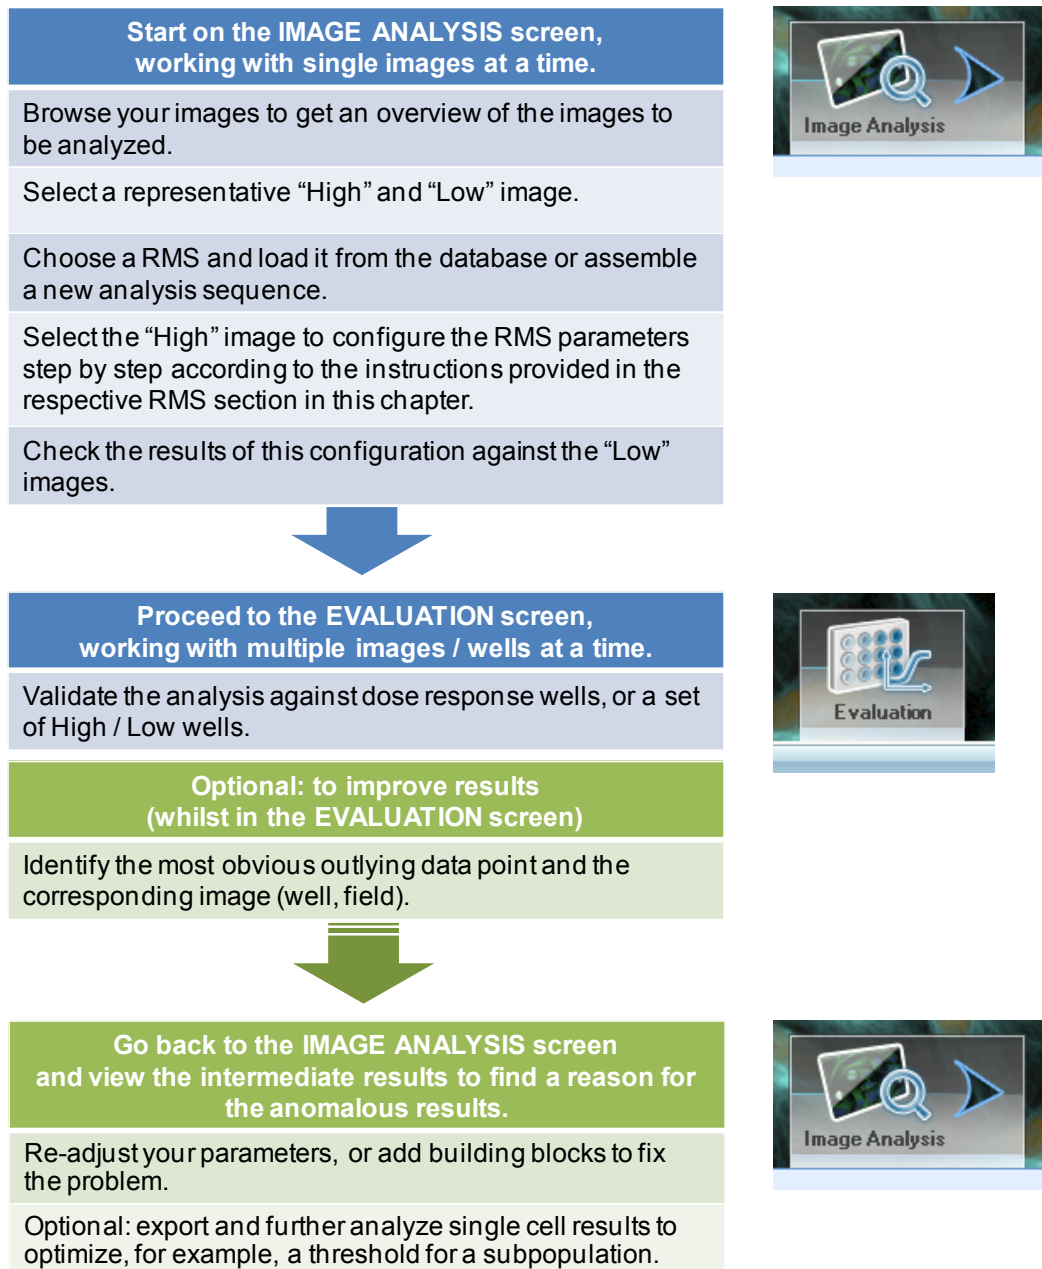 Start on the IMAGE ANALYSIS screen,
working with single images at a time.
Image Analysis
Browse your images to get an overview of the images to
be analyzed.
Select a representative “High” and “Low” image.
Choose a RMS and load it from the database or assemble
a new analysis sequence.
Select the “High” image to configure the RMS parameters
step by step according to the instructions provided in the
respective RMS section in this chapter.
Check the results of this configuration against the “Low”
images.
Proceed to the EVALUATION screen,
working with multiple images / wells at a time.
Evaluation
Validate the analysis against dose response wells, or a set
of High / Low wells.
Optional: to improve results
(whilst in the EVALUATION screen)
Identify the most obvious outlying data point and the
corresponding image (well, field).
Go back to the IMAGE ANALYSIS screen
and view the intermediate results to find a reason for
the anomalous results.
Image Analysis
Re-adjust your parameters, or add building blocks to fix
the problem.
Optional: export and further analyze single cell results to
optimize, for example, a threshold for a subpopulation.